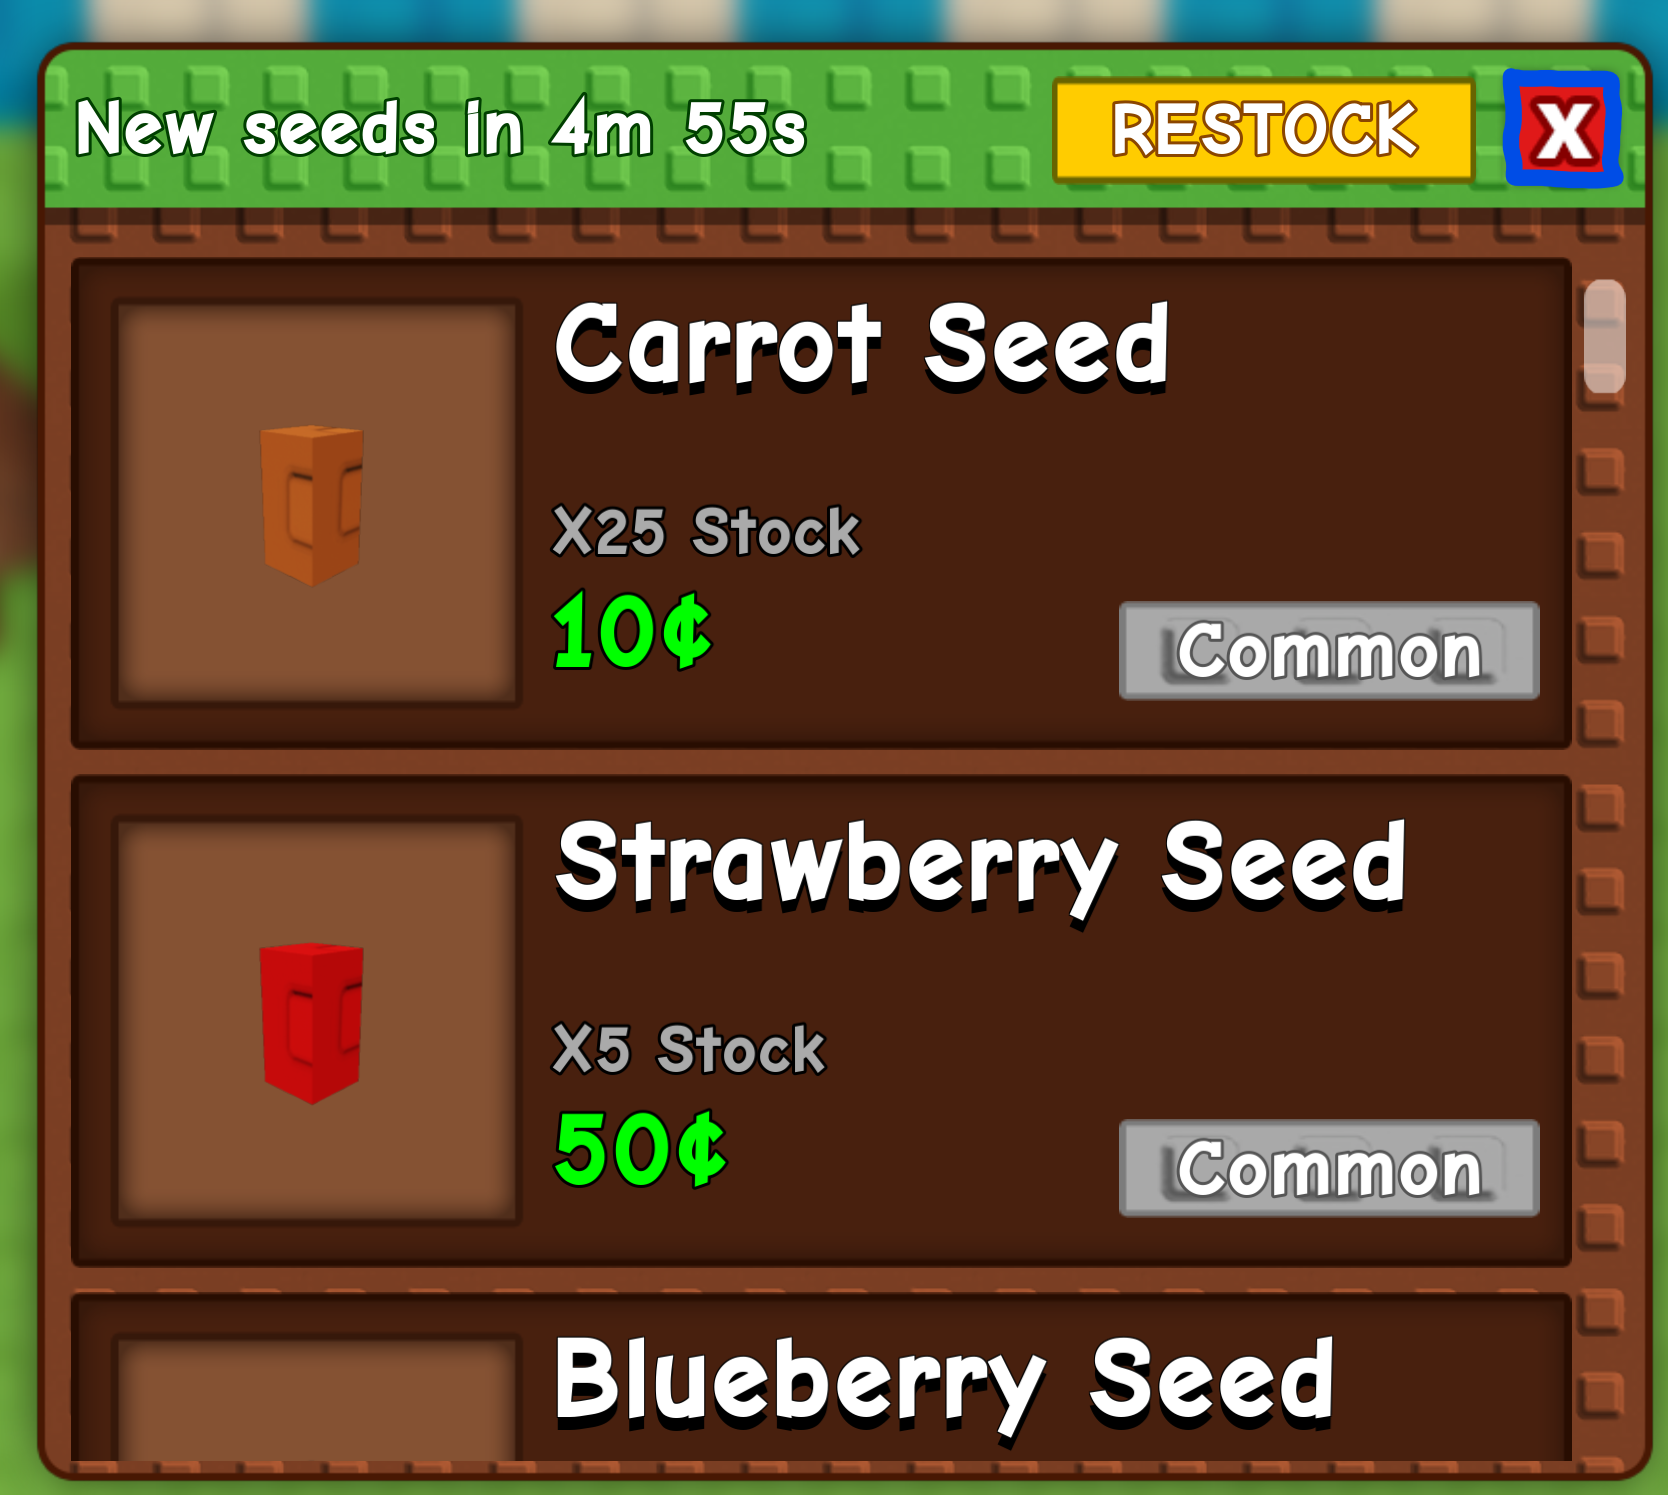 New seeds in 4m 55s
RESTOCK
X
Carrot Seed
X25 Stock
10¢
Common
Strawberry Seed
X5 Stock
50¢
Common
Blueberry Seed